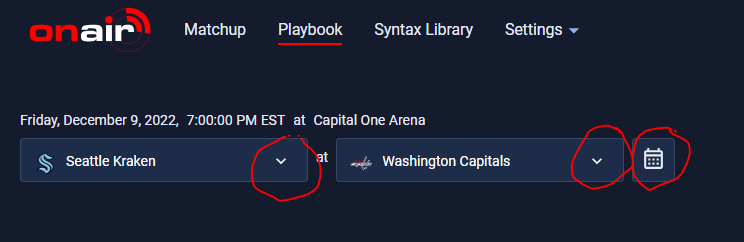 onair Matchup Playbook Syntax Library Settings
Friday, December 9, 2022, 7:00:00 PM EST at Capital One Arena
Seattle Kraken at Washington Capitals